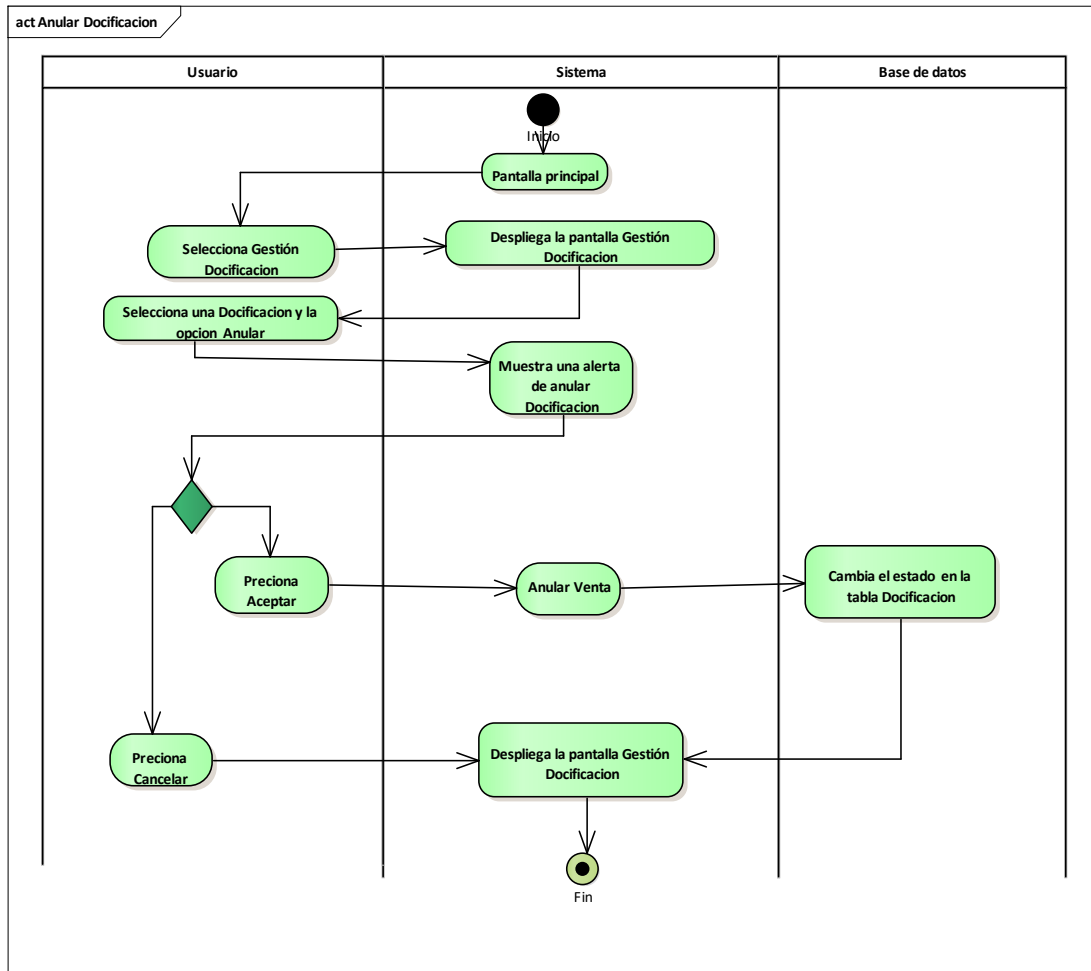 act Anular Docificacion
Usuario
Sistema
Base de datos
Inicio
Pantalla principal
Selecciona Gestión
Docificacion
Despliega la pantalla Gestión
Docificacion
Selecciona una Docificacion y la
opcion Anular
Muestra una alerta
de anular
Docificacion
Preciona
Aceptar
Anular Venta
Cambia el estado en la
tabla Docificacion
Preciona
Cancelar
Despliega la pantalla Gestión
Docificacion
Fin